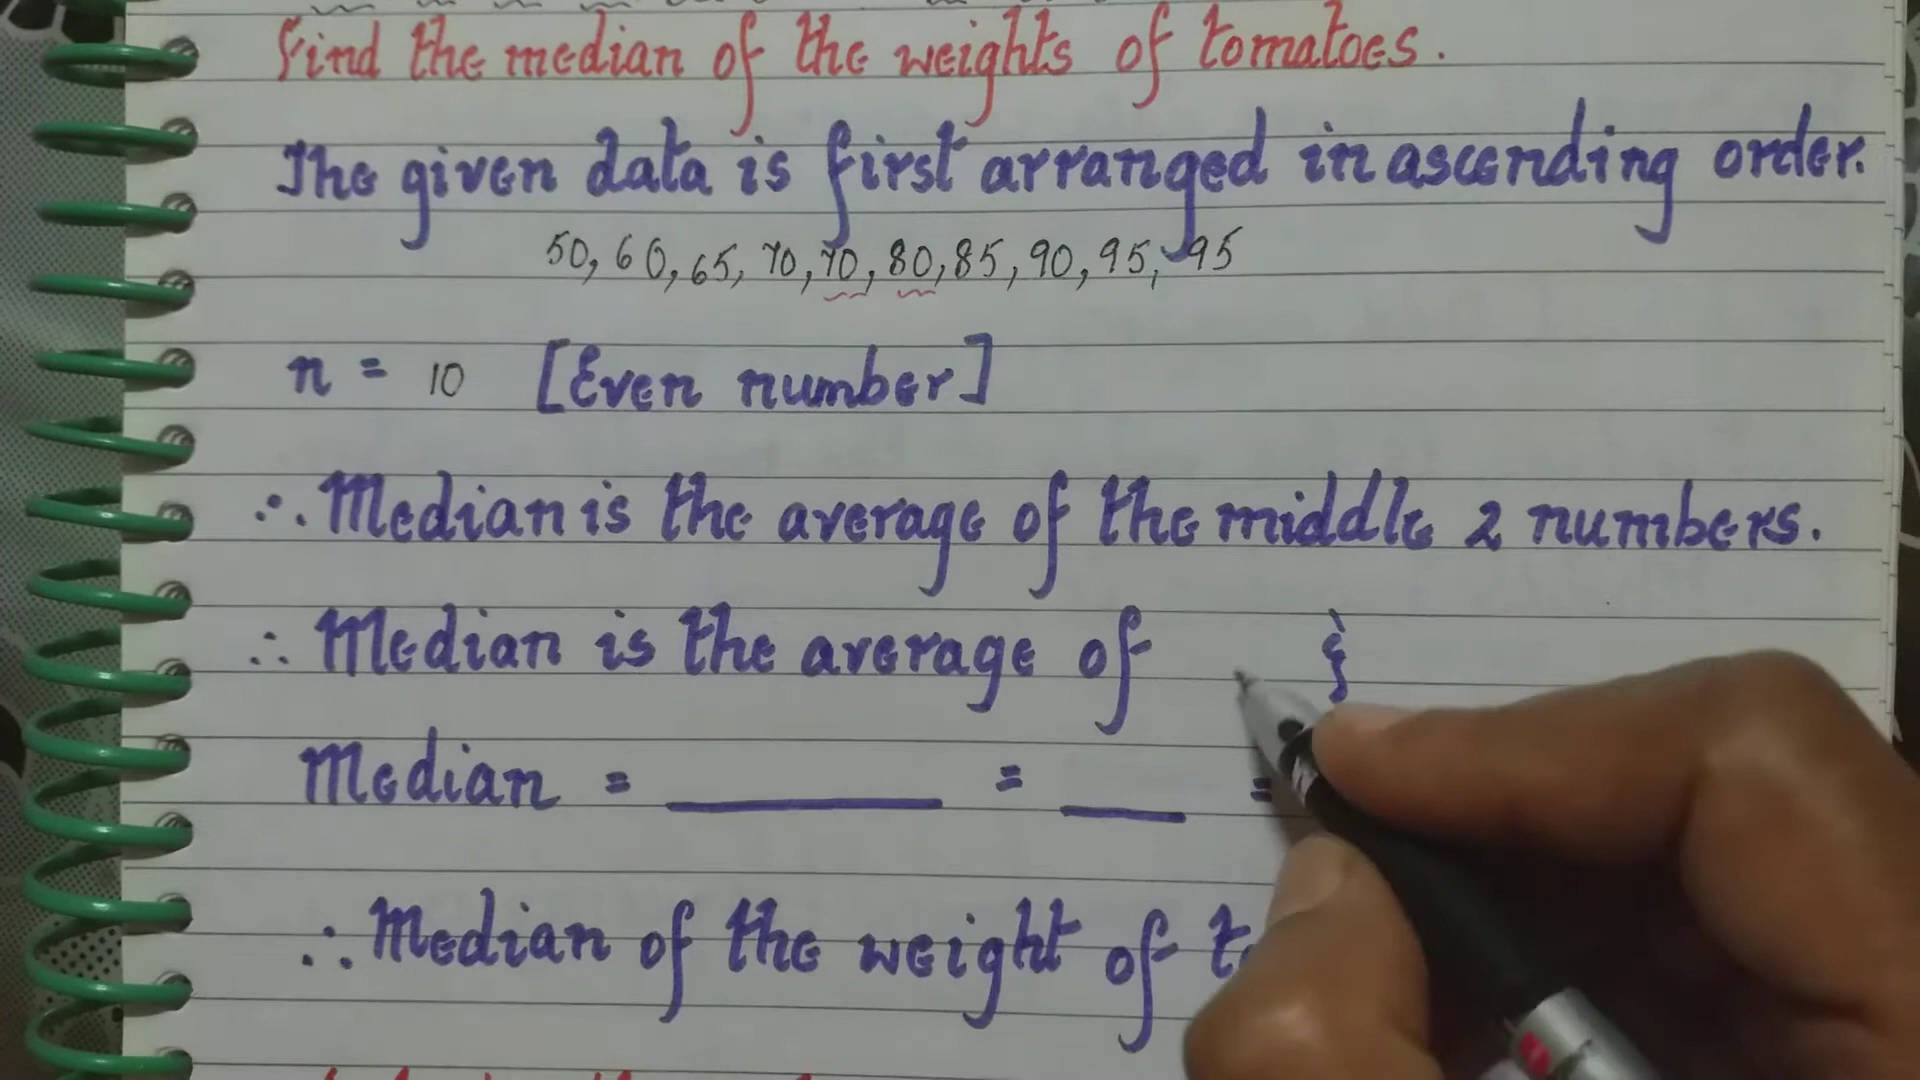 Find the median of the weights of tomatoes.
The given data is first arranged in ascending order.
50, 60, 65, 70, 70, 80, 85, 90, 95, 95
n = 10 [Even number]
∴ Median is the average of the middle 2 numbers.
∴ Median is the average of }
Median = ———— = —— =
∴ Median of the weight of